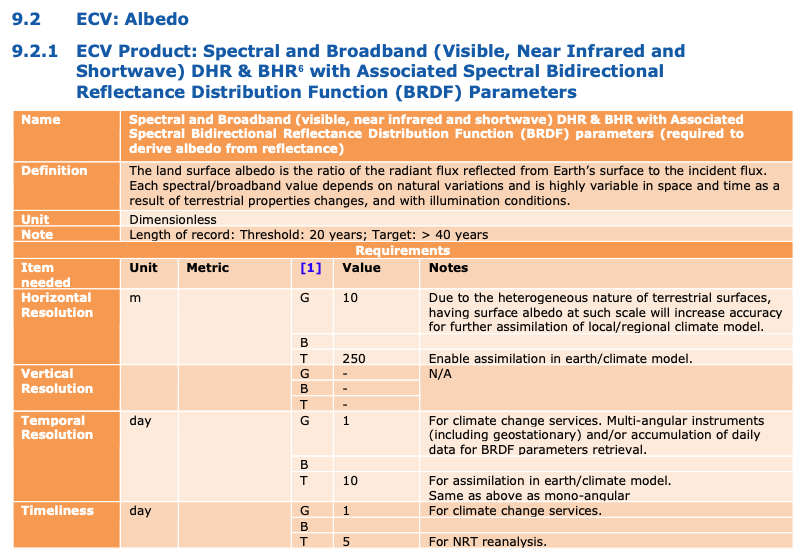 9.2 ECV: Albedo
9.2.1 ECV Product: Spectral and Broadband (Visible, Near Infrared and
Shortwave) DHR & BHR⁶ with Associated Spectral Bidirectional
Reflectance Distribution Function (BRDF) Parameters
Name Spectral and Broadband (visible, near infrared and shortwave) DHR & BHR with Associated
Spectral Bidirectional Reflectance Distribution Function (BRDF) parameters (required to
derive albedo from reflectance)
Definition The land surface albedo is the ratio of the radiant flux reflected from Earth's surface to the incident flux.
Each spectral/broadband value depends on natural variations and is highly variable in space and time as a
result of terrestrial properties changes, and with illumination conditions.
Unit Dimensionless
Note Length of record: Threshold: 20 years; Target: > 40 years
Requirements
Item needed Unit Metric [1] Value Notes
Horizontal Resolution m G 10 Due to the heterogeneous nature of terrestrial surfaces,
having surface albedo at such scale will increase accuracy
for further assimilation of local/regional climate model.
B
T 250 Enable assimilation in earth/climate model.
Vertical Resolution G - N/A
B -
T -
Temporal Resolution day G 1 For climate change services. Multi-angular instruments
(including geostationary) and/or accumulation of daily
data for BRDF parameters retrieval.
B
T 10 For assimilation in earth/climate model.
Same as above as mono-angular
Timeliness day G 1 For climate change services.
B
T 5 For NRT reanalysis.